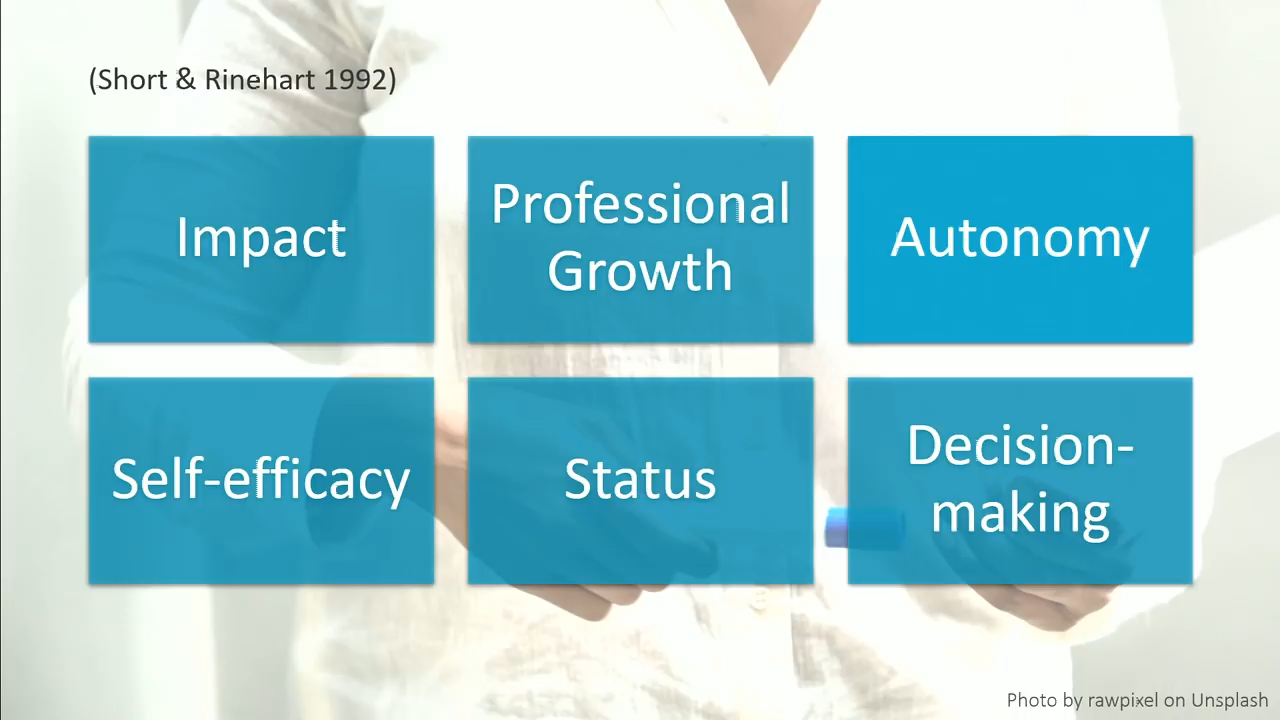 (Short & Rinehart 1992)
Impact
Professional
Growth
Autonomy
Self-efficacy
Status
Decision-
making
Photo by rawpixel on Unsplash